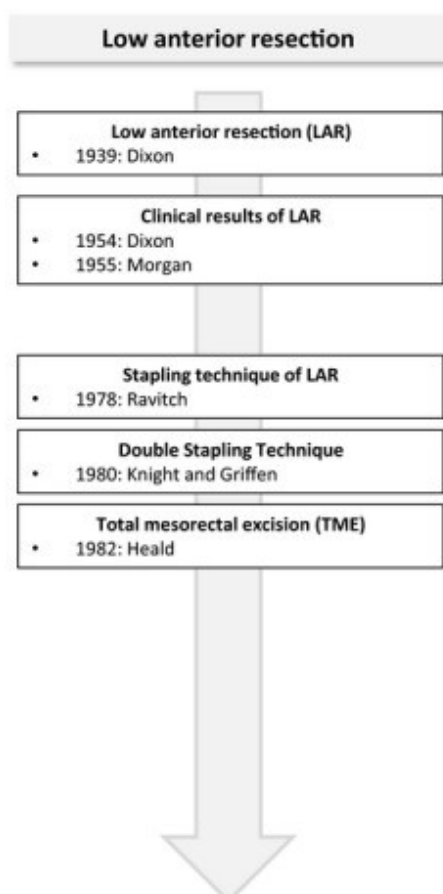 Low anterior resection
Low anterior resection (LAR)
• 1939: Dixon
Clinical results of LAR
• 1954: Dixon
• 1955: Morgan
Stapling technique of LAR
• 1978: Ravitch
Double Stapling Technique
• 1980: Knight and Griffen
Total mesorectal excision (TME)
• 1982: Heald